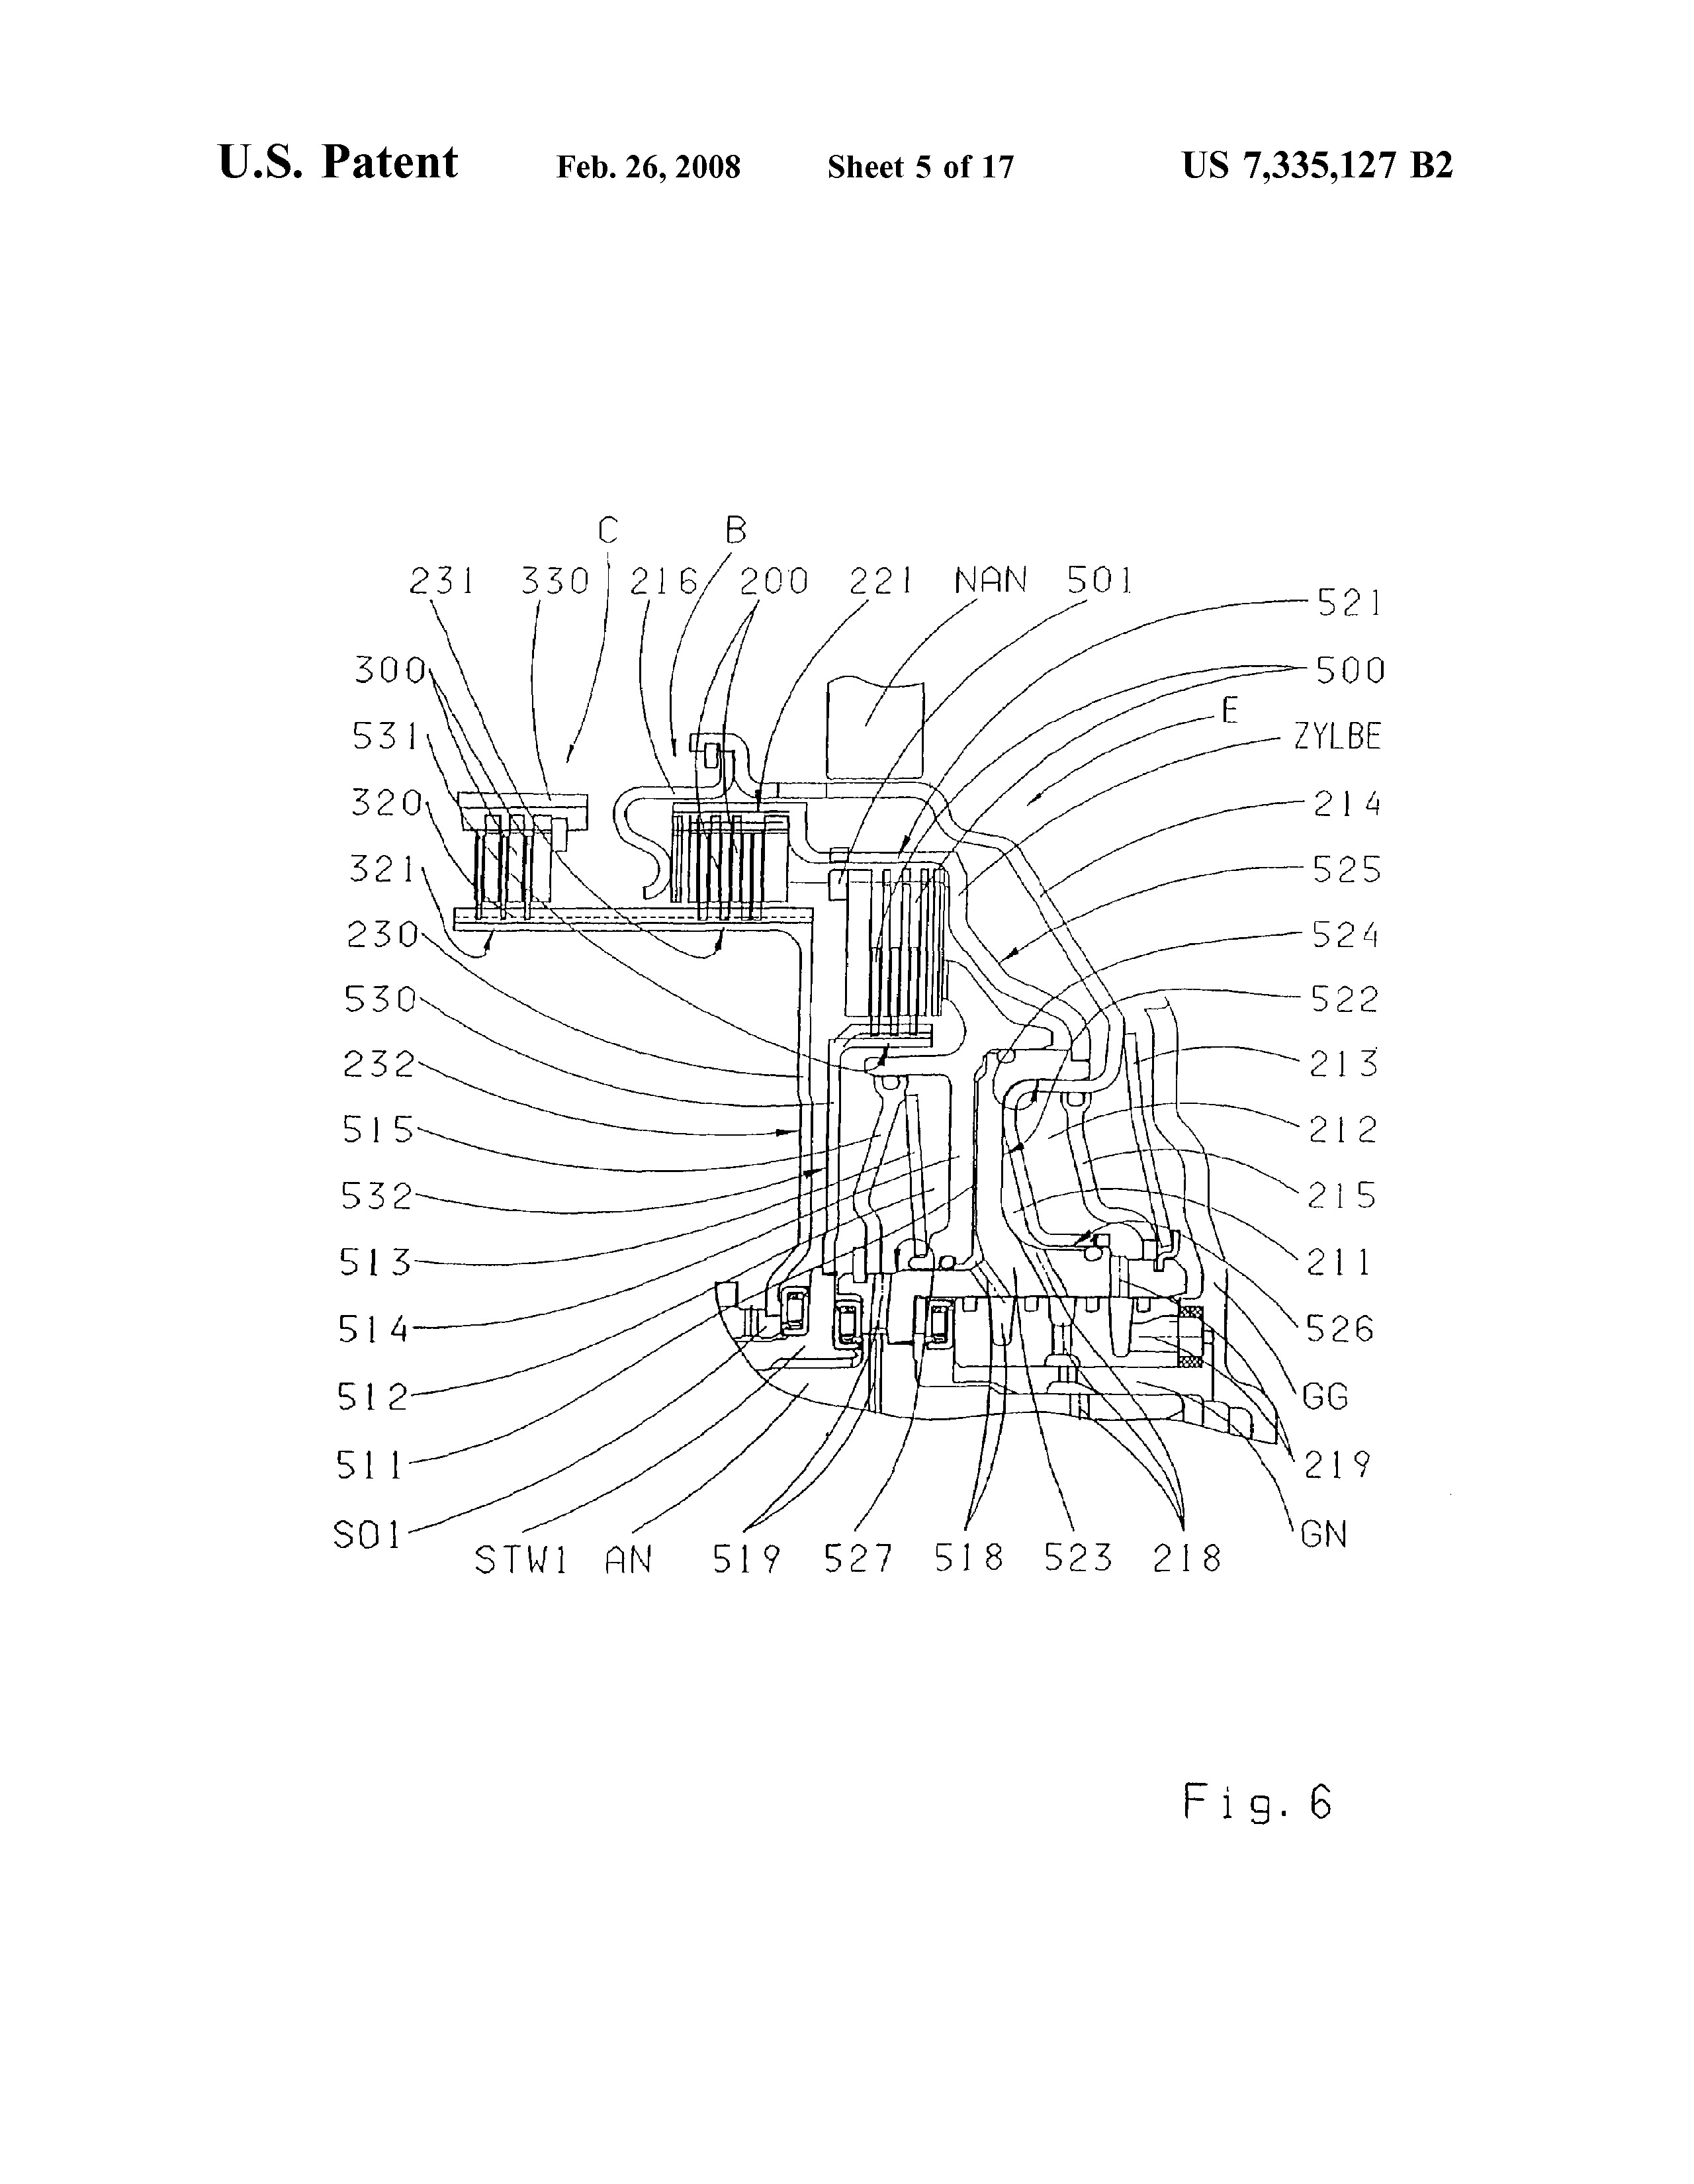 U.S. Patent Feb. 26, 2008 Sheet 5 of 17 US 7,335,127 B2
C B
231 330 216 200 221 NAN 501
521
300 500
E
531 ZYLBE
320 214
321 525
230 524
530 522
232 213
515 212
532 215
513 211
514 526
512 GG
511 219
SO1 GN
STW1 AN 519 527 518 523 218
Fig. 6